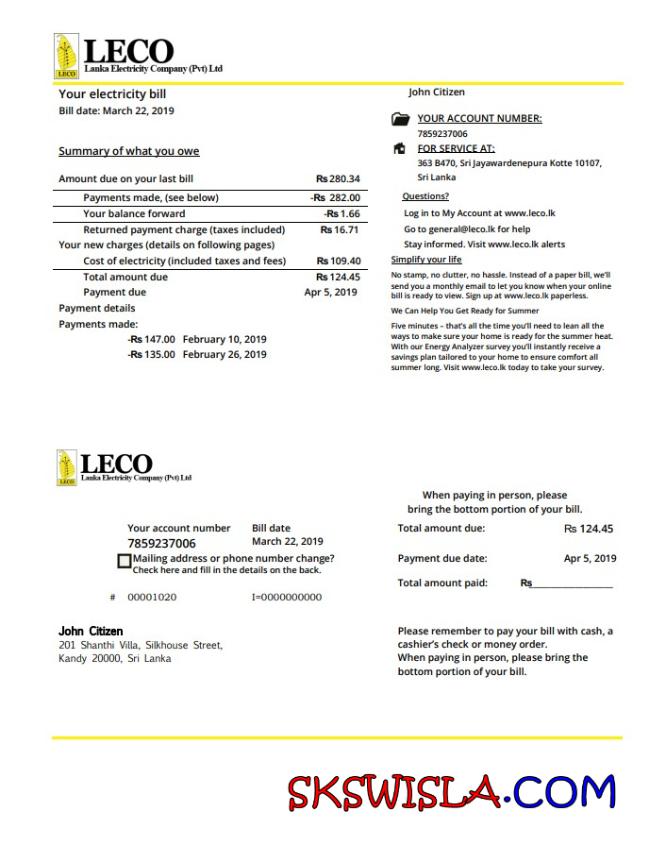 LECO
Lanka Electricity Company (Pvt) Ltd
LECO
Your electricity bill
Bill date: March 22, 2019
Summary of what you owe
Amount due on your last bill Rs 280.34
Payments made, (see below) -Rs 282.00
Your balance forward -Rs 1.66
Returned payment charge (taxes included) Rs 16.71
Your new charges (details on following pages)
Cost of electricity (included taxes and fees) Rs 109.40
Total amount due Rs 124.45
Payment due Apr 5, 2019
Payment details
Payments made:
-Rs 147.00 February 10, 2019
-Rs 135.00 February 26, 2019
John Citizen
YOUR ACCOUNT NUMBER:
7859237006
FOR SERVICE AT:
363 B470, Sri Jayawardenepura Kotte 10107,
Sri Lanka
Questions?
Log in to My Account at www.leco.lk
Go to general@leco.lk for help
Stay informed. Visit www.leco.lk alerts
Simplify your life
No stamp, no clutter, no hassle. Instead of a paper bill, we'll
send you a monthly email to let you know when your online
bill is ready to view. Sign up at www.leco.lk paperless.
We Can Help You Get Ready for Summer
Five minutes – that's all the time you'll need to lean all the
ways to make sure your home is ready for the summer heat.
With our Energy Analyzer survey you'll instantly receive a
savings plan tailored to your home to ensure comfort all
summer long. Visit www.leco.lk today to take your survey.
LECO
Lanka Electricity Company (Pvt) Ltd
LECO
Your account number Bill date
7859237006 March 22, 2019
Mailing address or phone number change?
Check here and fill in the details on the back.
# 00001020 I=0000000000
John Citizen
201 Shanthi Villa, Silkhouse Street,
Kandy 20000, Sri Lanka
When paying in person, please
bring the bottom portion of your bill.
Total amount due: Rs 124.45
Payment due date: Apr 5, 2019
Total amount paid: Rs_______________
Please remember to pay your bill with cash, a
cashier's check or money order.
When paying in person, please bring the
bottom portion of your bill.
SKSWISLA.COM